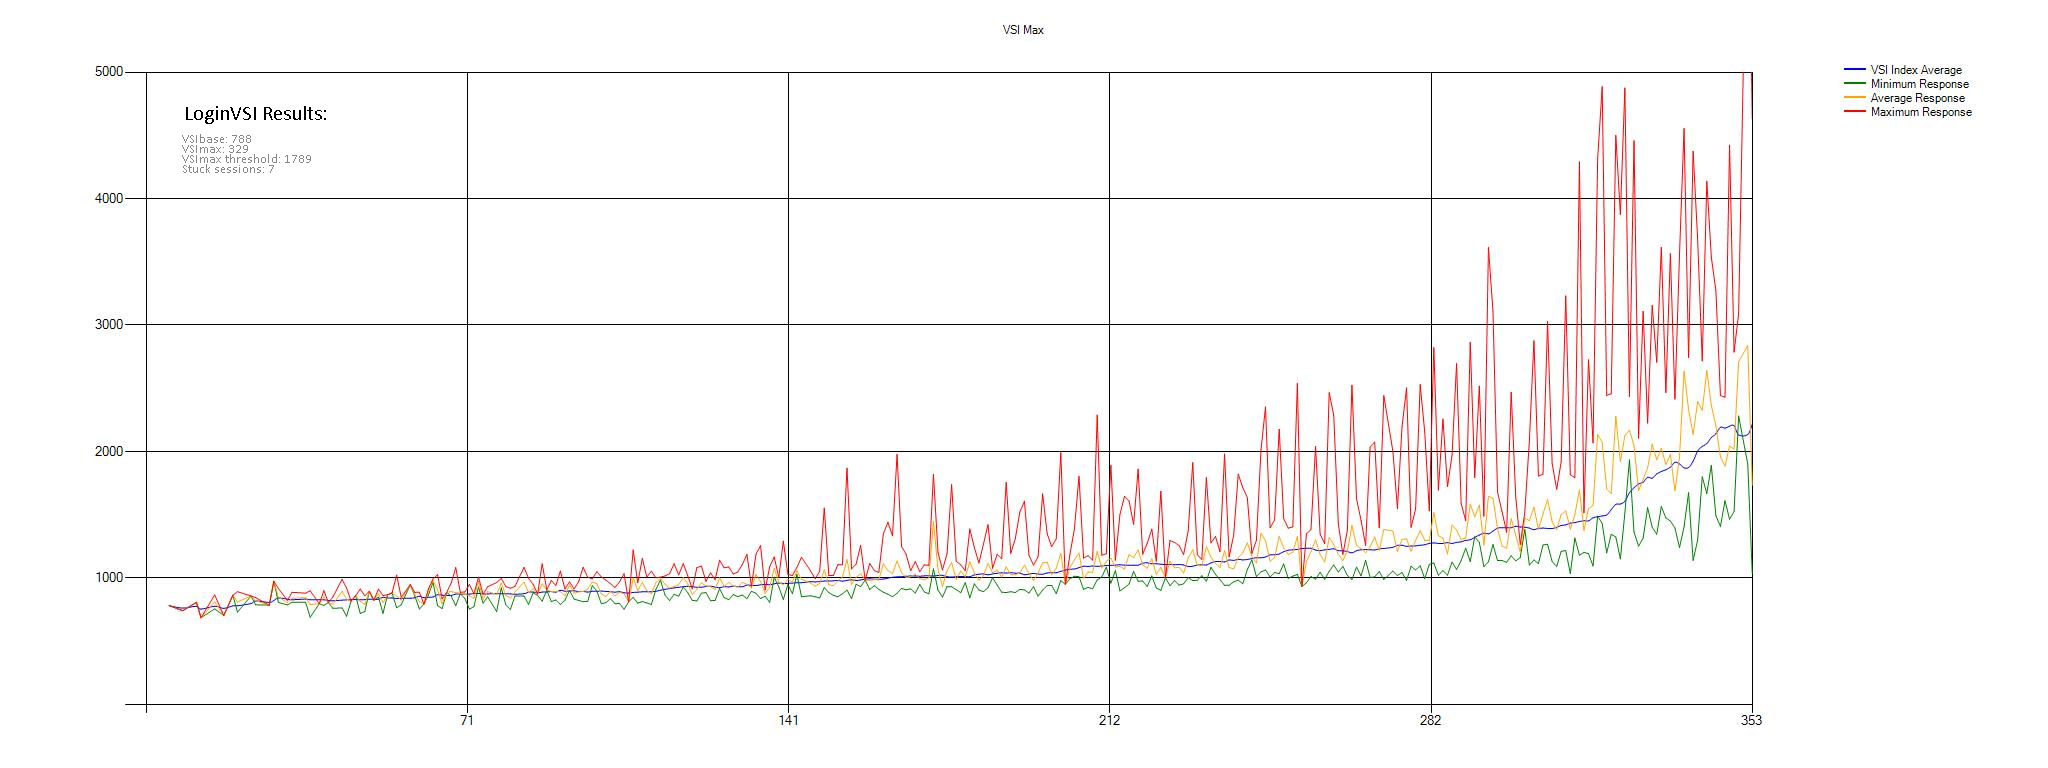 VSI Max
5000
4000
3000
2000
1000
LoginVSI Results:
VSIbase: 788
VSImax: 329
VSImax threshold: 1789
Stuck sessions: 7
VSI Index Average
Minimum Response
Average Response
Maximum Response
71
141
212
282
353